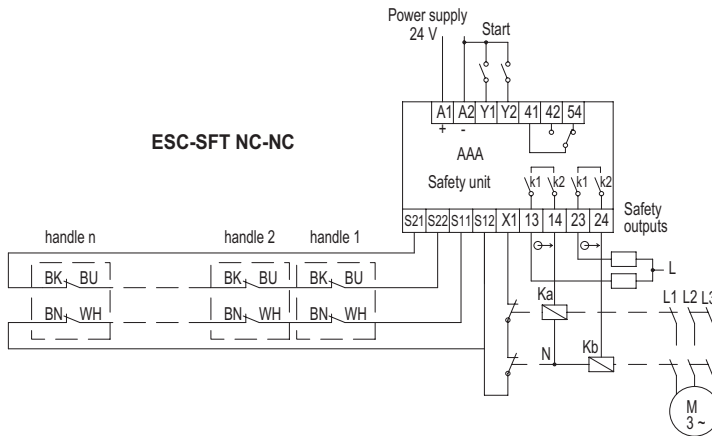 Power supply
24 V
Start
A1 A2 Y1 Y2 41 42 54
+ -
ESC-SFT NC-NC
AAA
Safety unit
k1 k2 k1 k2
S21 S22 S11 S12 X1 13 14 23 24
Safety
outputs
handle n handle 2 handle 1
BK BU BK BU BK BU
L
BN WH BN WH BN WH
Ka
L1 L2 L3
N Kb
M
3 ~